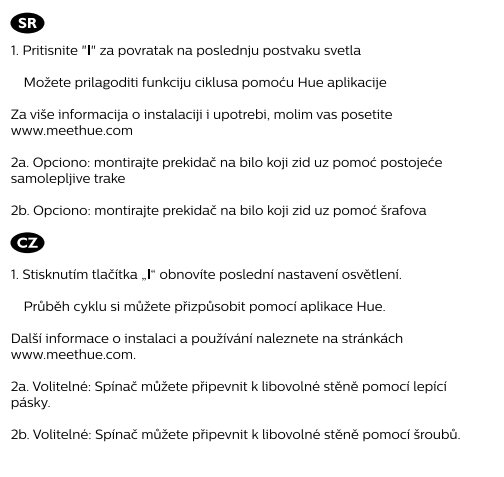 SR
1. Pritisnite "I" za povratak na poslednju postvaku svetla
Možete prilagoditi funkciju ciklusa pomoću Hue aplikacije
Za više informacija o instalaciji i upotrebi, molim vas posetite
www.meethue.com
2a. Opciono: montirajte prekidač na bilo koji zid uz pomoć postojeće
samolepljive trake
2b. Opciono: montirajte prekidač na bilo koji zid uz pomoć šrafova
CZ
1. Stisknutím tlačítka „I“ obnovíte poslední nastavení osvětlení.
Průběh cyklu si můžete přizpůsobit pomocí aplikace Hue.
Další informace o instalaci a používání naleznete na stránkách
www.meethue.com.
2a. Volitelné: Spínač můžete připevnit k libovolné stěně pomocí lepící
pásky.
2b. Volitelné: Spínač můžete připevnit k libovolné stěně pomocí šroubů.